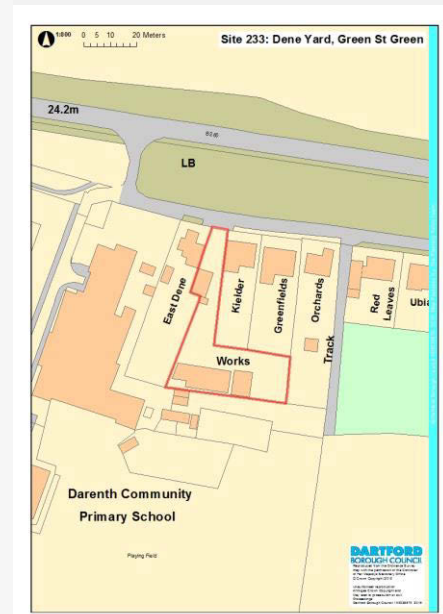 1:800
0 5 10 20 Meters
Site 233: Dene Yard, Green St Green
24.2m
B260
LB
East Dene
Kielder
Greenfields
Orchards
Red
Leaves
Ubia
Track
Works
Darenth Community
Primary School
Playing Field
DARTFORD
BOROUGH COUNCIL